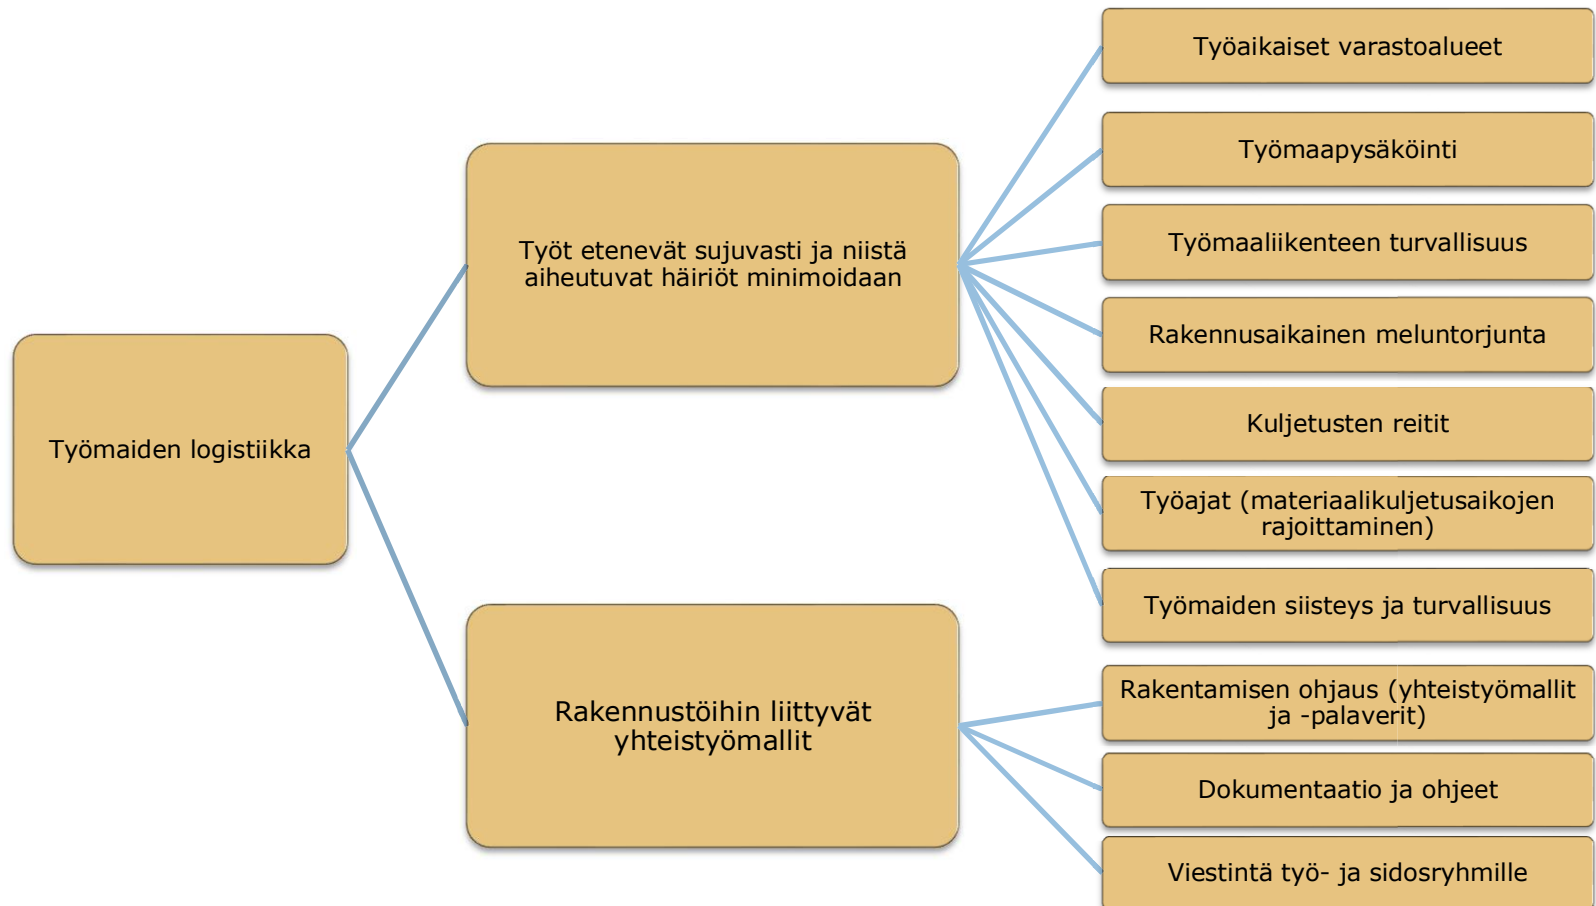 Työmaiden logistiikka
Työt etenevät sujuvasti ja niistä
aiheutuvat häiriöt minimoidaan
Työaikaiset varastoalueet
Työmaapysäköinti
Työmaaliikenteen turvallisuus
Rakennusaikainen meluntorjunta
Kuljetusten reitit
Työajat (materiaalikuljetusaikojen
rajoittaminen)
Työmaiden siisteys ja turvallisuus
Rakennustöihin liittyvät
yhteistyömallit
Rakentamisen ohjaus (yhteistyömallit
ja -palaverit)
Dokumentaatio ja ohjeet
Viestintä työ- ja sidosryhmille